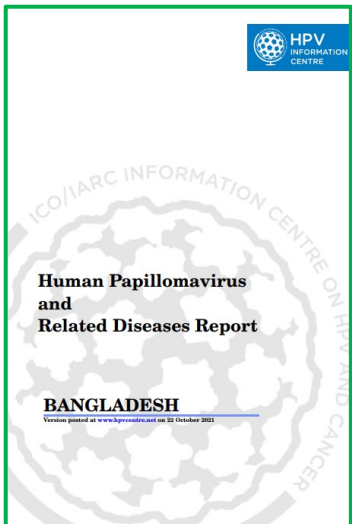 HPV
INFORMATION
CENTRE
ICO/IARC INFORMATION CENTRE ON HPV AND CANCER
Human Papillomavirus
and
Related Diseases Report
BANGLADESH
Version posted at www.hpvcentre.net on 22 October 2021